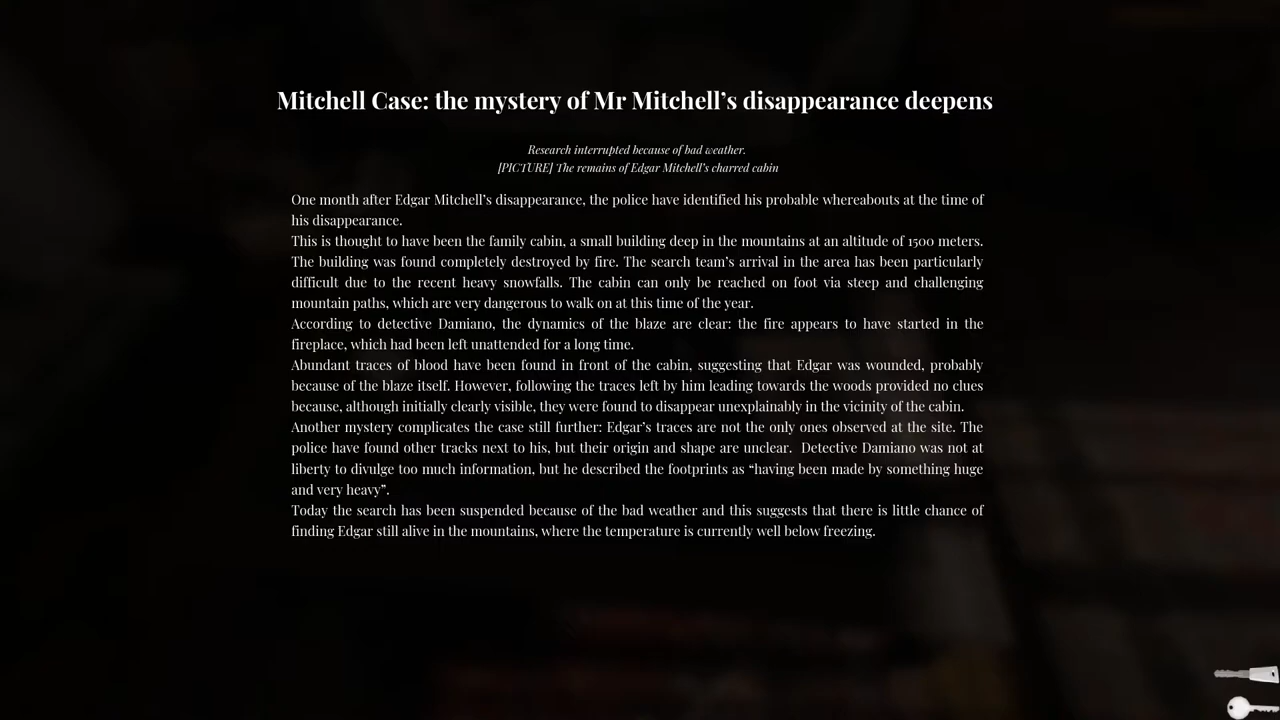 Mitchell Case: the mystery of Mr Mitchell’s disappearance deepens
Research interrupted because of bad weather.
[PICTURE] The remains of Edgar Mitchell’s charred cabin
One month after Edgar Mitchell’s disappearance, the police have identified his probable whereabouts at the time of
his disappearance.
This is thought to have been the family cabin, a small building deep in the mountains at an altitude of 1500 meters.
The building was found completely destroyed by fire. The search team’s arrival in the area has been particularly
difficult due to the recent heavy snowfalls. The cabin can only be reached on foot via steep and challenging
mountain paths, which are very dangerous to walk on at this time of the year.
According to detective Damiano, the dynamics of the blaze are clear: the fire appears to have started in the
fireplace, which had been left unattended for a long time.
Abundant traces of blood have been found in front of the cabin, suggesting that Edgar was wounded, probably
because of the blaze itself. However, following the traces left by him leading towards the woods provided no clues
because, although initially clearly visible, they were found to disappear unexplainably in the vicinity of the cabin.
Another mystery complicates the case still further: Edgar’s traces are not the only ones observed at the site. The
police have found other tracks next to his, but their origin and shape are unclear.  Detective Damiano was not at
liberty to divulge too much information, but he described the footprints as “having been made by something huge
and very heavy”.
Today the search has been suspended because of the bad weather and this suggests that there is little chance of
finding Edgar still alive in the mountains, where the temperature is currently well below freezing.